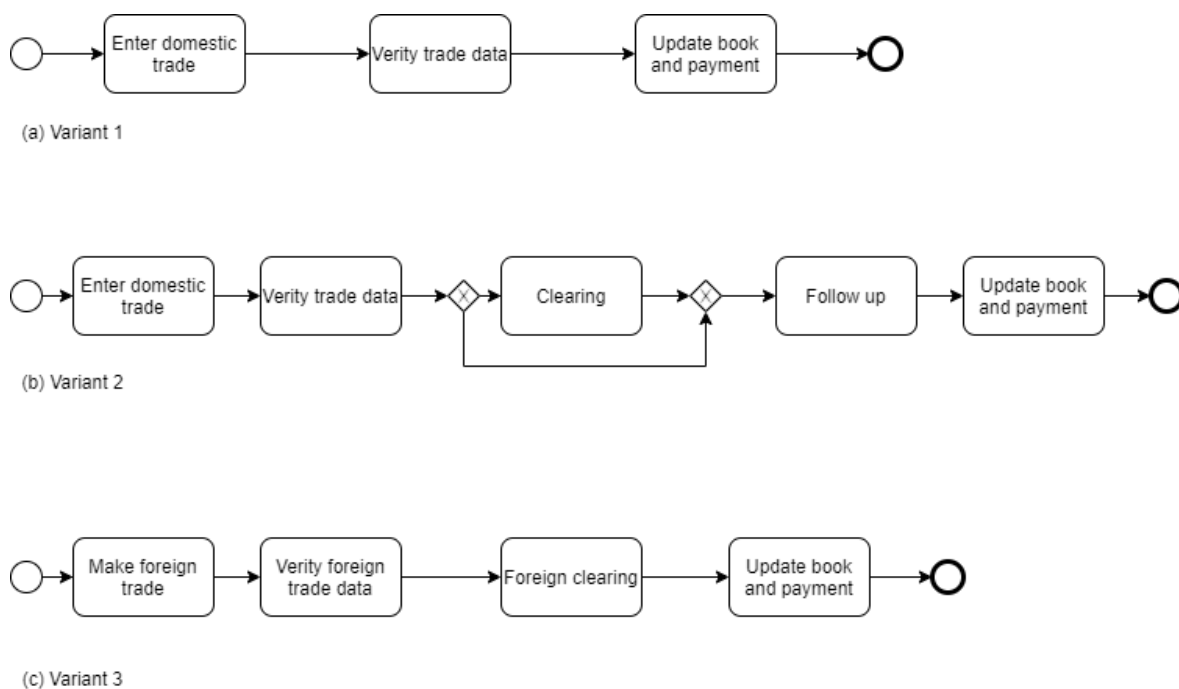 Enter domestic
trade
Verity trade data
Update book
and payment
(a) Variant 1
Enter domestic
trade
Verity trade data
X
Clearing
X
Follow up
Update book
and payment
(b) Variant 2
Make foreign
trade
Verity foreign
trade data
Foreign clearing
Update book
and payment
(c) Variant 3